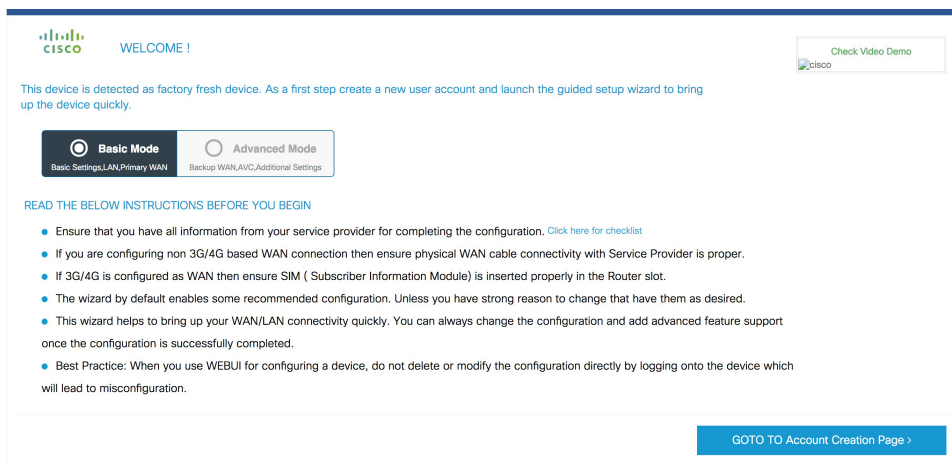 CISCO
WELCOME !
Check Video Demo
cisco
This device is detected as factory fresh device. As a first step create a new user account and launch the guided setup wizard to bring
up the device quickly.
Basic Mode
Basic Settings,LAN,Primary WAN
Advanced Mode
Backup WAN,AVC,Additional Settings
READ THE BELOW INSTRUCTIONS BEFORE YOU BEGIN
Ensure that you have all information from your service provider for completing the configuration. Click here for checklist
If you are configuring non 3G/4G based WAN connection then ensure physical WAN cable connectivity with Service Provider is proper.
If 3G/4G is configured as WAN then ensure SIM ( Subscriber Information Module) is inserted properly in the Router slot.
The wizard by default enables some recommended configuration. Unless you have strong reason to change that have them as desired.
This wizard helps to bring up your WAN/LAN connectivity quickly. You can always change the configuration and add advanced feature support
once the configuration is successfully completed.
Best Practice: When you use WEBUI for configuring a device, do not delete or modify the configuration directly by logging onto the device which
will lead to misconfiguration.
GOTO TO Account Creation Page >